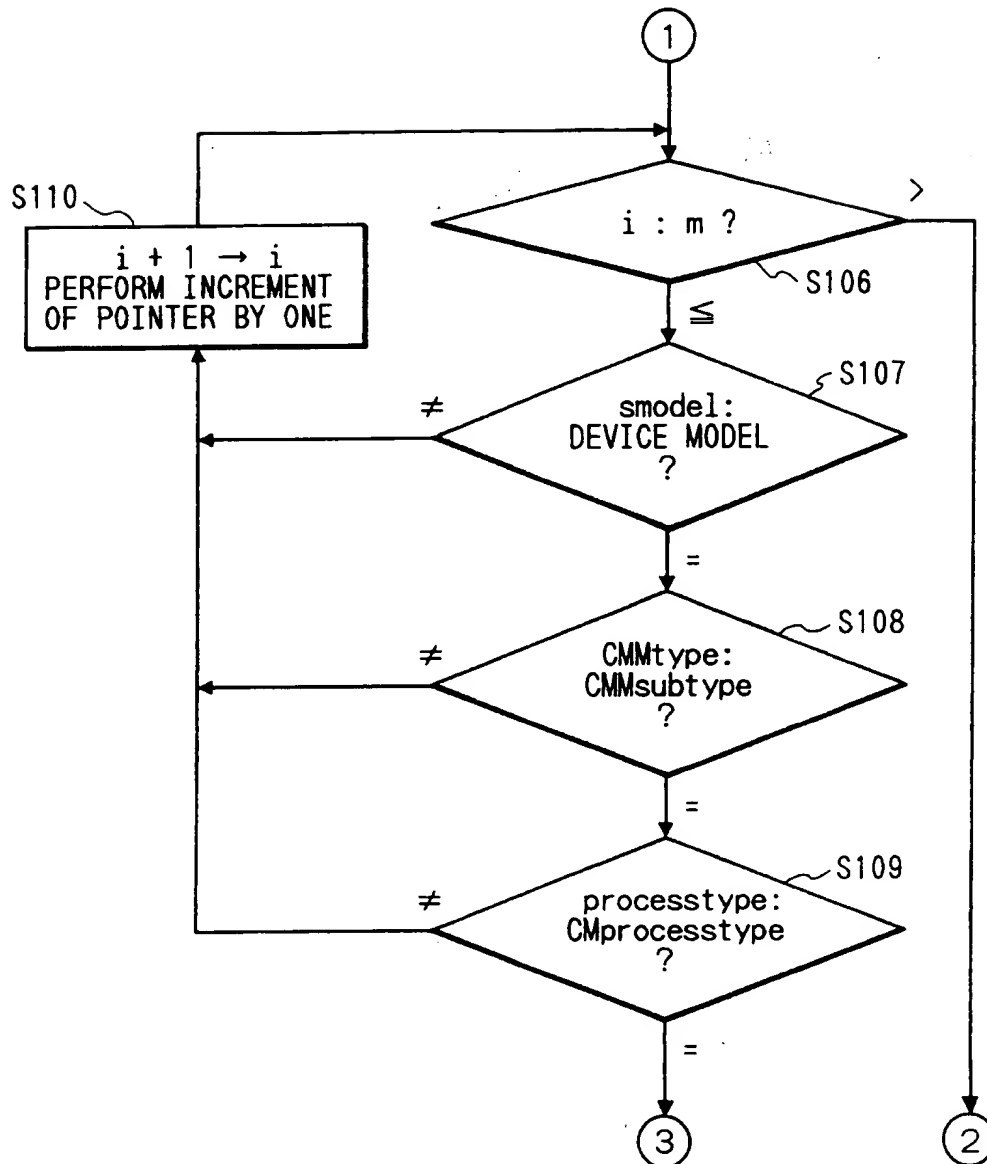 1
S110
i + 1 → i
PERFORM INCREMENT
OF POINTER BY ONE
i : m ?
>
S106
≦
S107
≠
smodel:
DEVICE MODEL
?
=
S108
≠
CMMtype:
CMMsubtype
?
=
S109
≠
processtype:
CMprocesstype
?
=
3
2